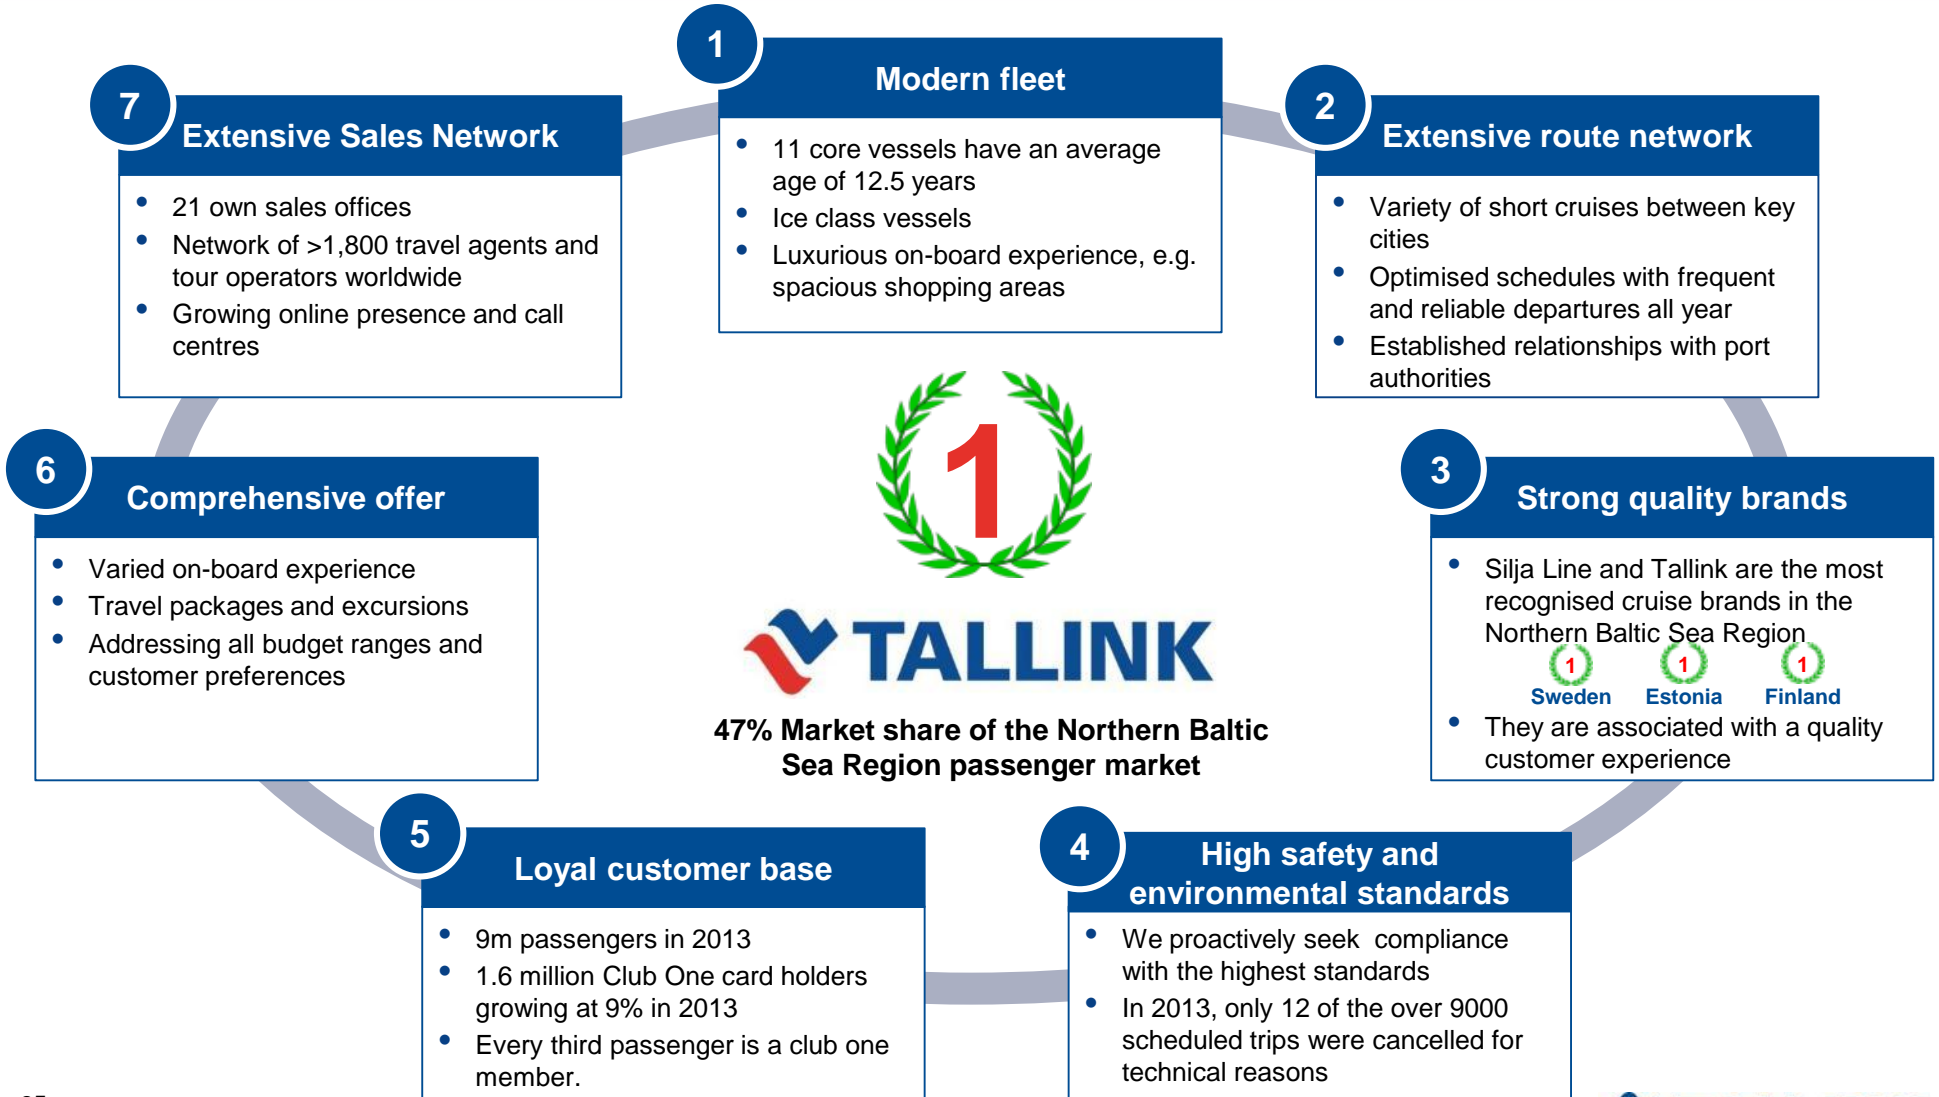 1
Modern fleet
• 11 core vessels have an average
age of 12.5 years
• Ice class vessels
• Luxurious on-board experience, e.g.
spacious shopping areas
2
Extensive route network
• Variety of short cruises between key
cities
• Optimised schedules with frequent
and reliable departures all year
• Established relationships with port
authorities
3
Strong quality brands
• Silja Line and Tallink are the most
recognised cruise brands in the
Northern Baltic Sea Region
1 1 1
Sweden Estonia Finland
• They are associated with a quality
customer experience
4
High safety and
environmental standards
• We proactively seek compliance
with the highest standards
• In 2013, only 12 of the over 9000
scheduled trips were cancelled for
technical reasons
5
Loyal customer base
• 9m passengers in 2013
• 1.6 million Club One card holders
growing at 9% in 2013
• Every third passenger is a club one
member.
6
Comprehensive offer
• Varied on-board experience
• Travel packages and excursions
• Addressing all budget ranges and
customer preferences
7
Extensive Sales Network
• 21 own sales offices
• Network of >1,800 travel agents and
tour operators worldwide
• Growing online presence and call
centres
1
TALLINK
47% Market share of the Northern Baltic
Sea Region passenger market